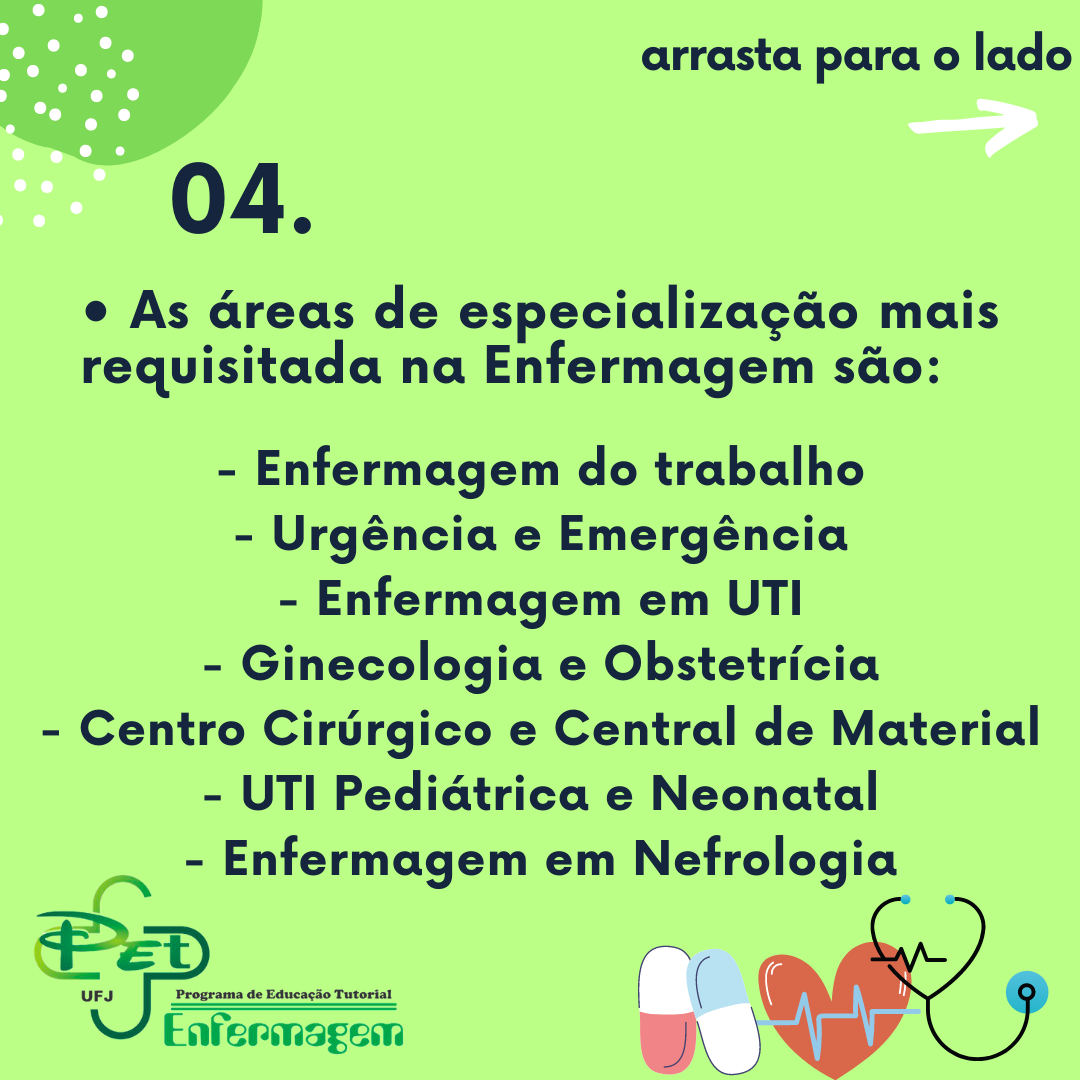 arrasta para o lado
04.
• As áreas de especialização mais
requisitada na Enfermagem são:
- Enfermagem do trabalho
- Urgência e Emergência
- Enfermagem em UTI
- Ginecologia e Obstetrícia
- Centro Cirúrgico e Central de Material
- UTI Pediátrica e Neonatal
- Enfermagem em Nefrologia
PET
UFJ
Programa de Educação Tutorial
Enfermagem